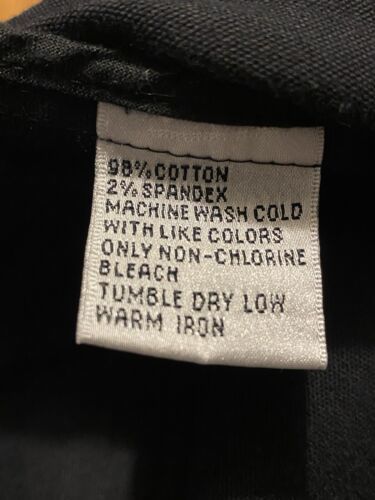 98% COTTON
2% SPANDEX
MACHINE WASH COLD
WITH LIKE COLORS
ONLY NON-CHLORINE
BLEACH
TUMBLE DRY LOW
WARM IRON